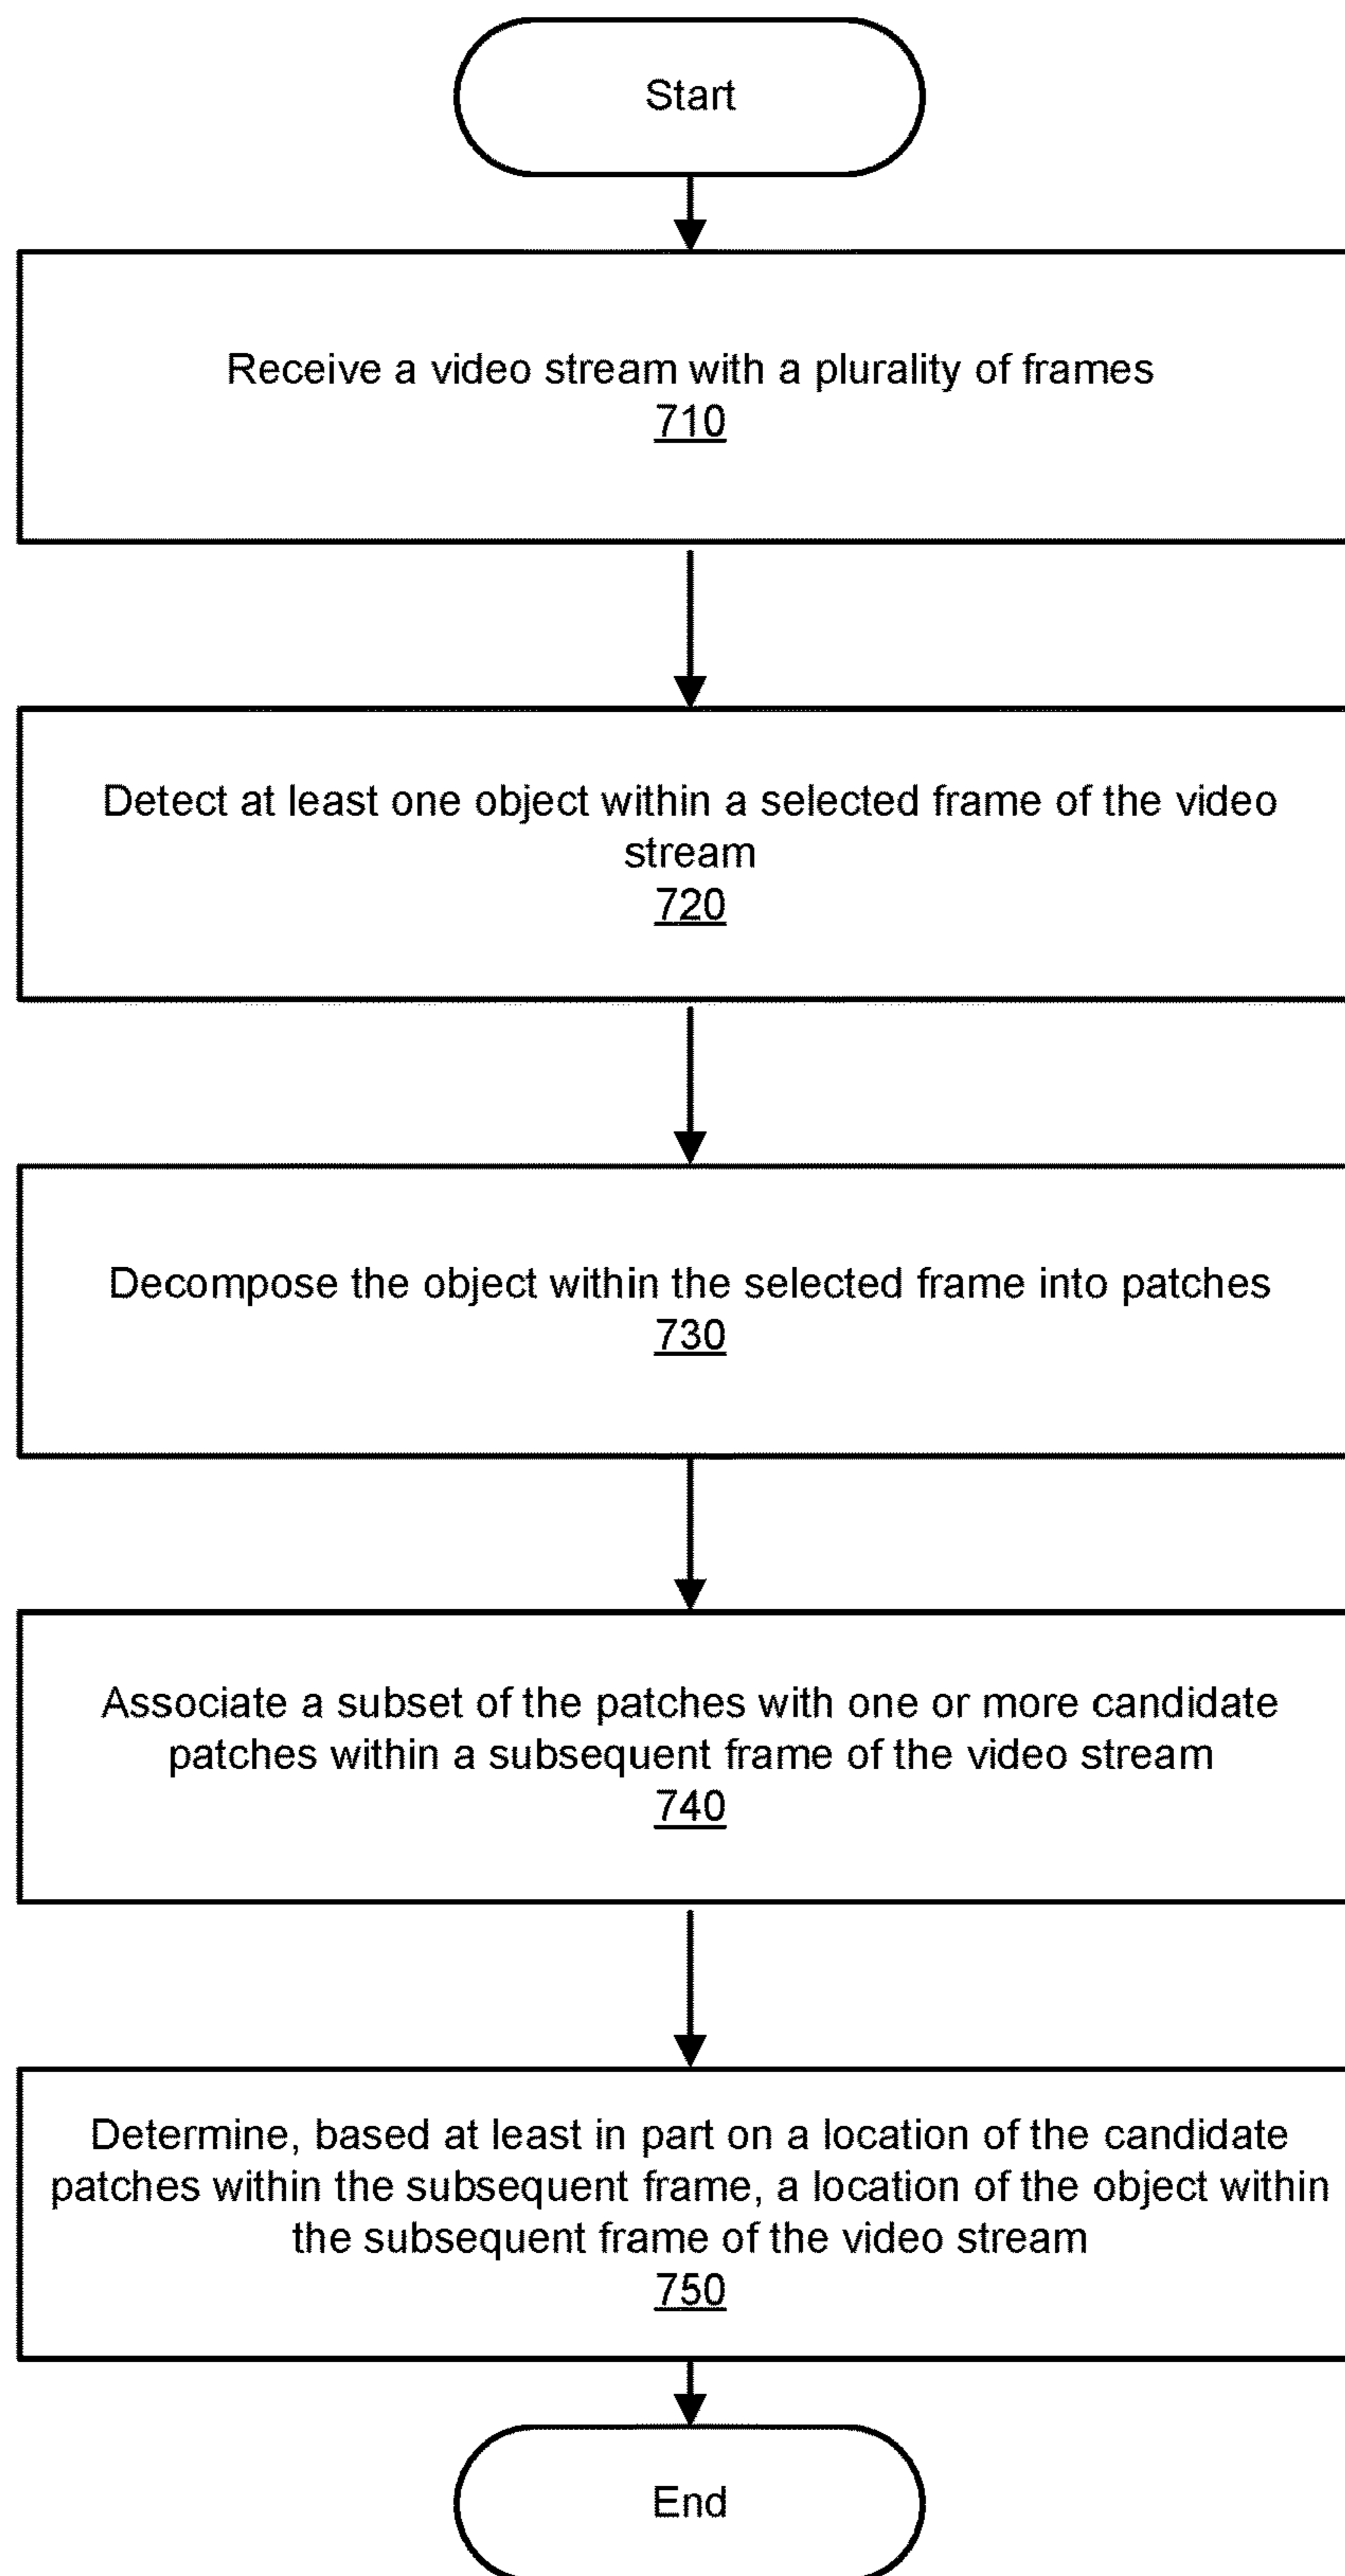 Start
Receive a video stream with a plurality of frames
710
Detect at least one object within a selected frame of the video
stream
720
Decompose the object within the selected frame into patches
730
Associate a subset of the patches with one or more candidate
patches within a subsequent frame of the video stream
740
Determine, based at least in part on a location of the candidate
patches within the subsequent frame, a location of the object within
the subsequent frame of the video stream
750
End